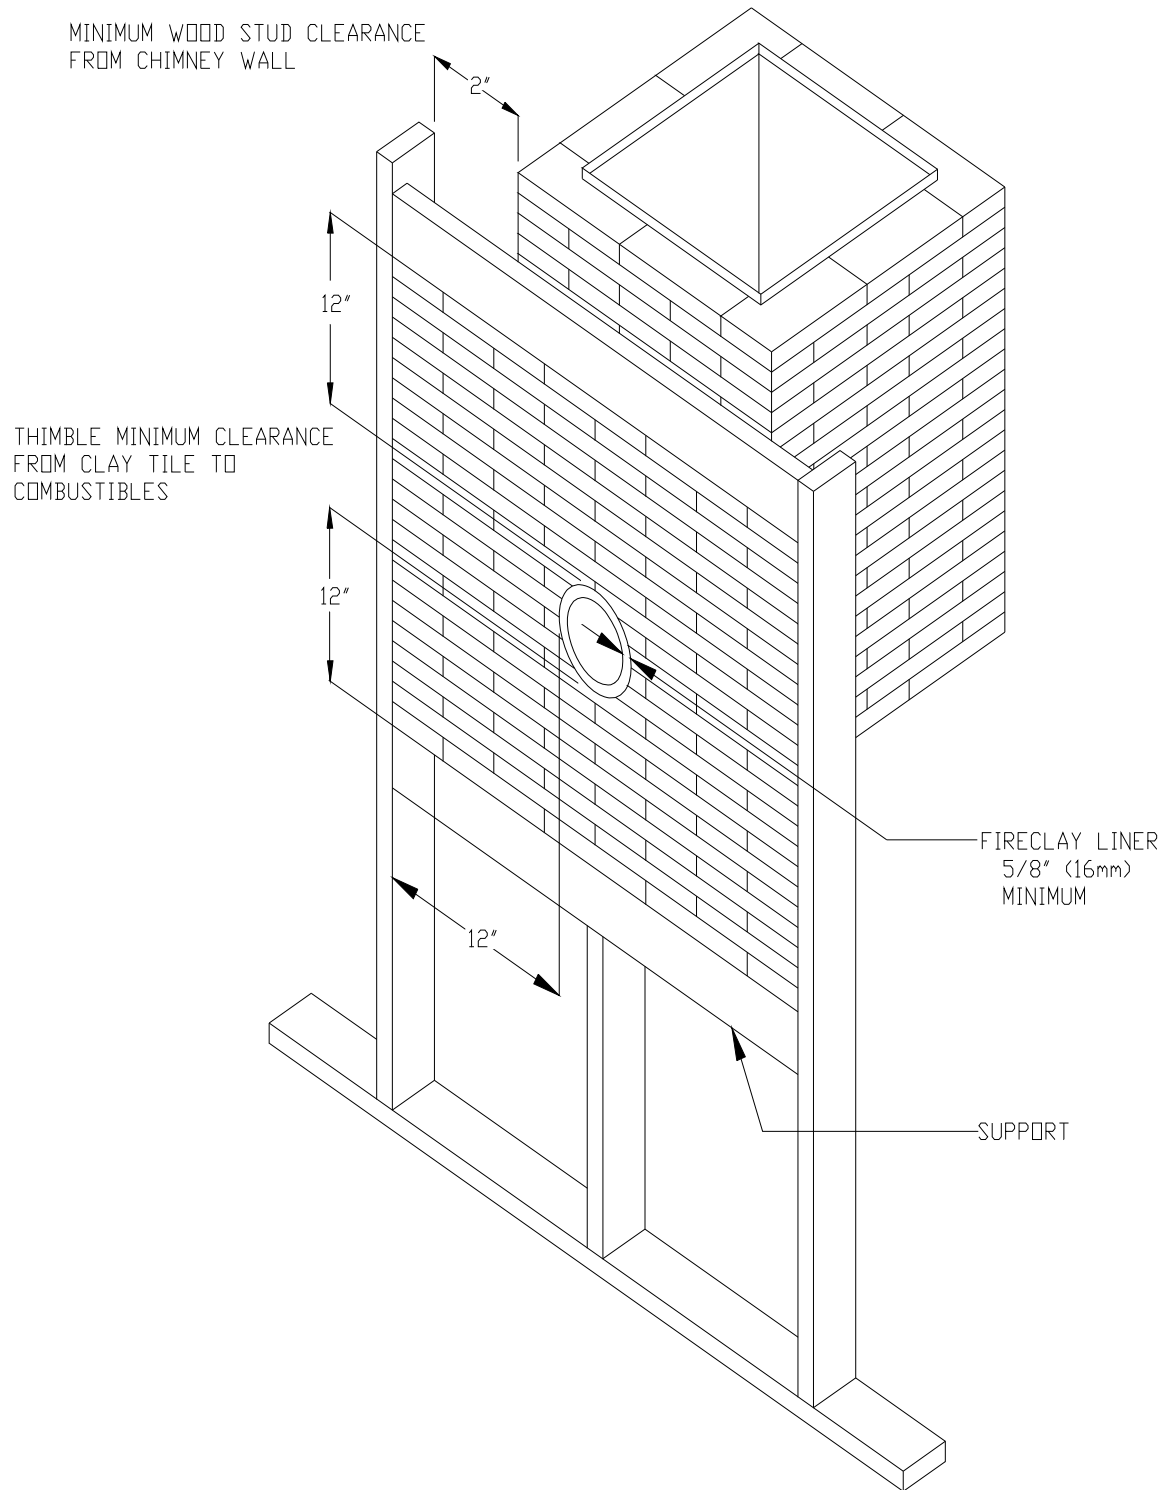 MINIMUM WOOD STUD CLEARANCE
FROM CHIMNEY WALL
2"
12"
THIMBLE MINIMUM CLEARANCE
FROM CLAY TILE TO
COMBUSTIBLES
12"
FIRECLAY LINER
5/8" (16mm)
MINIMUM
12"
SUPPORT